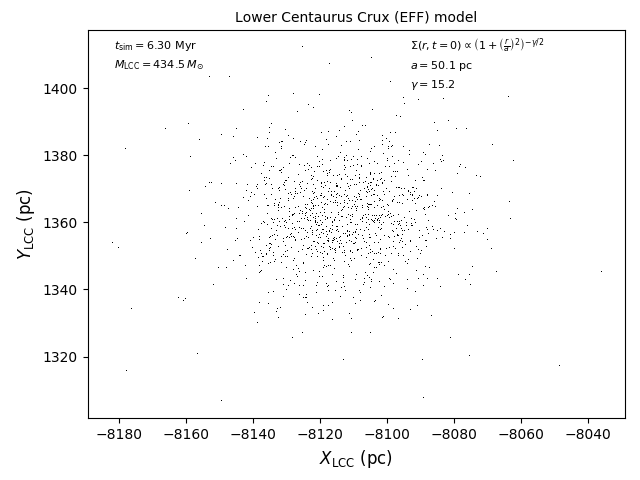 Lower Centaurus Crux (EFF) model
t_sim = 6.30 Myr
M_LCC = 434.5 M_⊙
Σ(r, t = 0) ∝ (1 + (r/a)²)^(−γ/2)
a = 50.1 pc
γ = 15.2
Y_LCC (pc)
1400
1380
1360
1340
1320
−8180 −8160 −8140 −8120 −8100 −8080 −8060 −8040
X_LCC (pc)